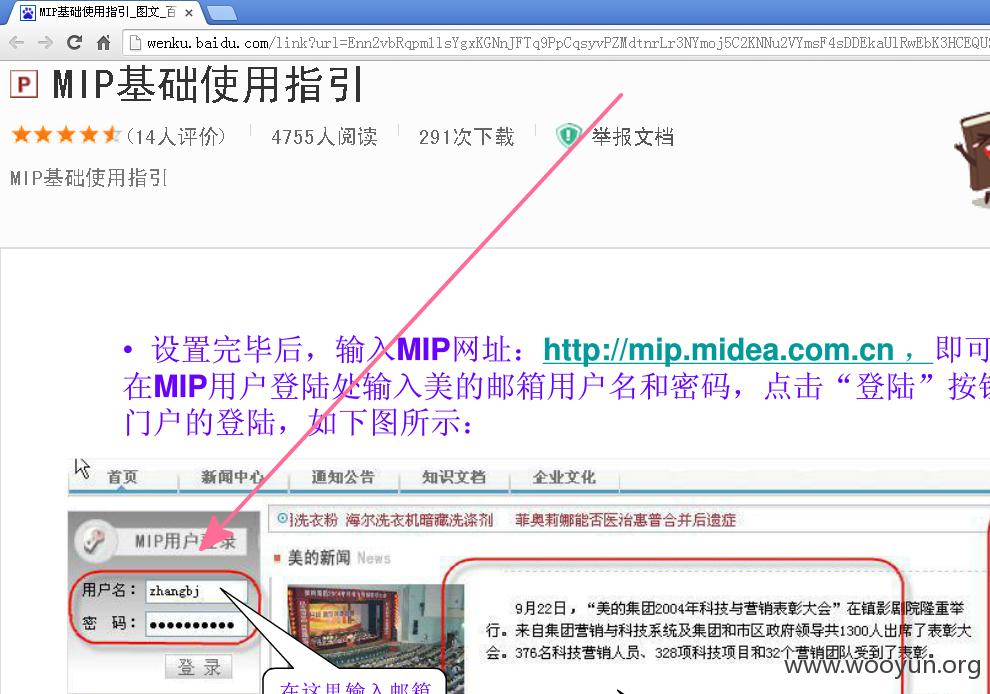 MIP基础使用指引_图文_百
wenku.baidu.com/link?url=Enn2vbRqpm1lsYgxKGNnJFTq9PpCqsyvPZMdtnrLr3NYmoj5C2KNNu2VYmsF4sDDEkaUlRwEbK3HCEQUS
P MIP基础使用指引
(14人评价) 4755人阅读 291次下载 举报文档
MIP基础使用指引
• 设置完毕后，输入MIP网址：http://mip.midea.com.cn ，即可
在MIP用户登陆处输入美的邮箱用户名和密码，点击“登陆”按钮
门户的登陆，如下图所示：
首页 新闻中心 通知公告 知识文档 企业文化
洗衣粉 海尔洗衣机暗藏洗涤剂 菲奥莉娜能否医治惠普合并后遗症
MIP用户登录
美的新闻 News
用户名： zhangbj
密 码： ●●●●●●●●●●
登 录
9月22日，“美的集团2004年科技与营销表彰大会”在镇影剧院隆重举
行。来自集团营销与科技系统及集团和市区政府领导共1300人出席了表彰大
会。376名科技营销人员、328项科技项目和32个营销团队受到了表彰。
在这里输入邮箱
www.wooyun.org